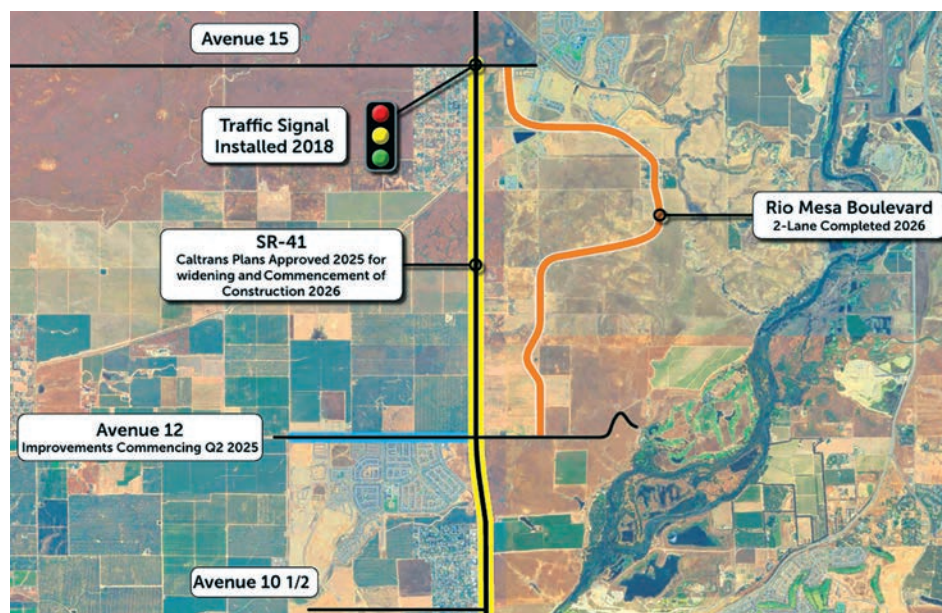 Avenue 15
Traffic Signal
Installed 2018
Rio Mesa Boulevard
2-Lane Completed 2026
SR-41
Caltrans Plans Approved 2025 for
widening and Commencement of
Construction 2026
Avenue 12
Improvements Commencing Q2 2025
Avenue 10 1/2